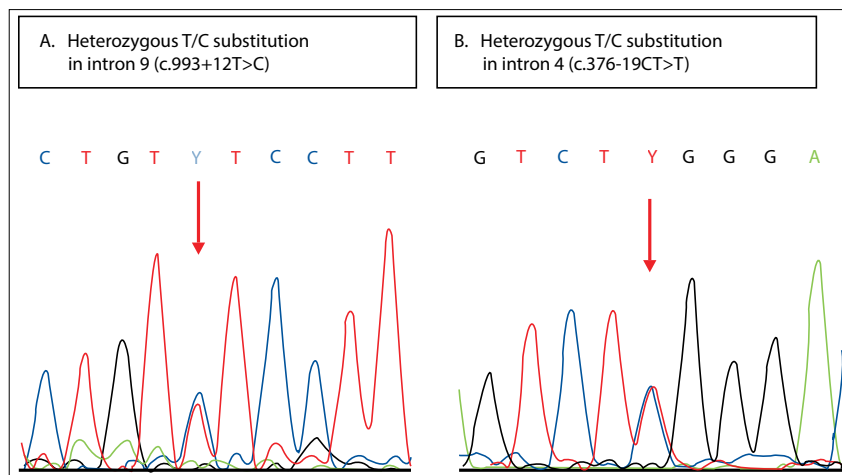 A. Heterozygous T/C substitution
in intron 9 (c.993+12T>C)
B. Heterozygous T/C substitution
in intron 4 (c.376-19CT>T)
C T G T Y T C C T T
G T C T Y G G G A